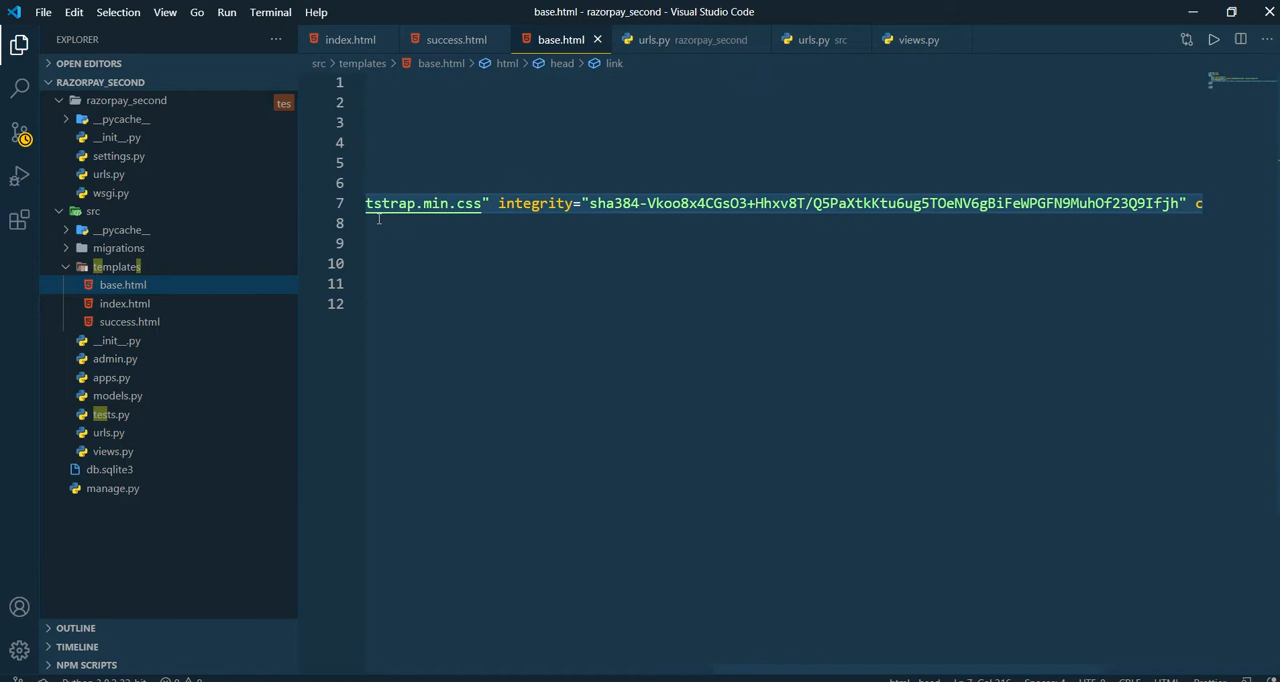 File Edit Selection View Go Run Terminal Help base.html - razorpay_second - Visual Studio Code
EXPLORER ··· index.html success.html base.html urls.py razorpay_second urls.py src views.py ···
OPEN EDITORS src > templates > base.html > html > head > link
RAZORPAY_SECOND
razorpay_second tes
__pycache__
__init__.py
settings.py
urls.py
wsgi.py
src
__pycache__
migrations
templates
base.html
index.html
success.html
__init__.py
admin.py
apps.py
models.py
tests.py
urls.py
views.py
db.sqlite3
manage.py
OUTLINE
TIMELINE
NPM SCRIPTS
1
2
3
4
5
6
7 tstrap.min.css" integrity="sha384-Vkoo8x4CGsO3+Hhxv8T/Q5PaXtkKtu6ug5TOeNV6gBiFeWPGFN9MuhOf23Q9Ifjh" c
8
9
10
11
12